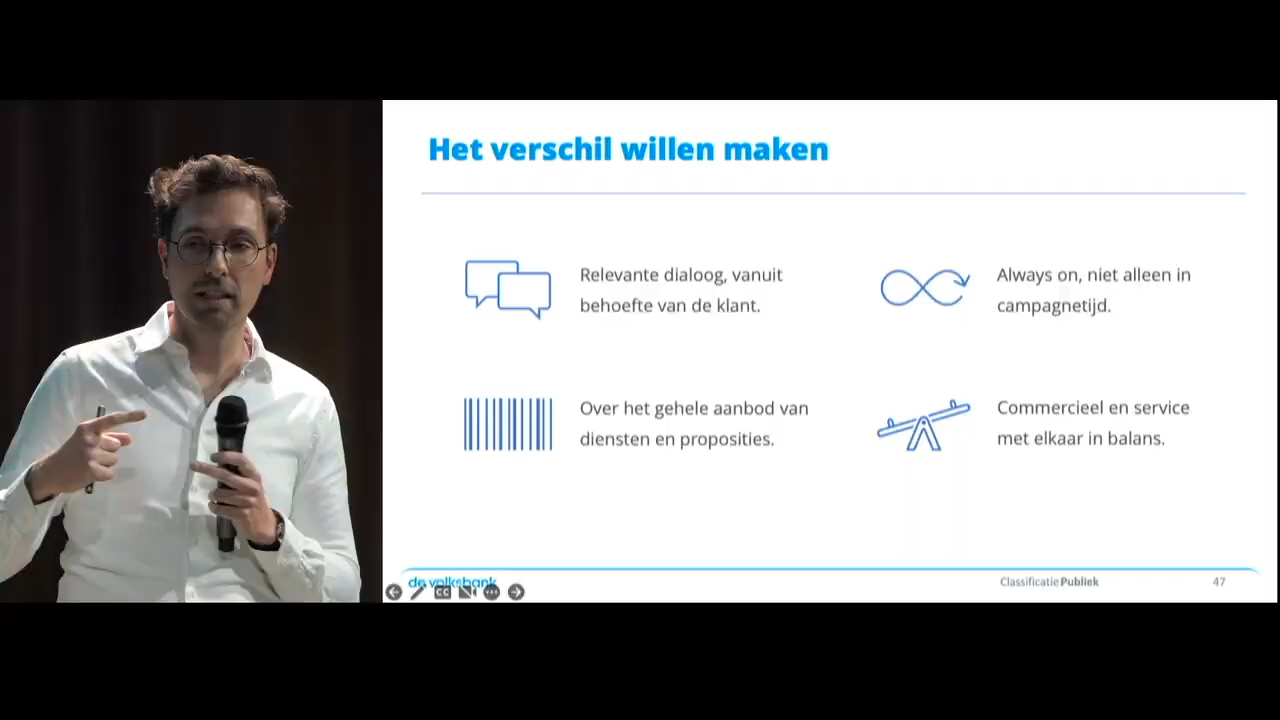 Het verschil willen maken
Relevante dialoog, vanuit
behoefte van de klant.
Always on, niet alleen in
campagnetijd.
Over het gehele aanbod van
diensten en proposities.
Commercieel en service
met elkaar in balans.
de volksbank
CC
Classificatie Publiek
47